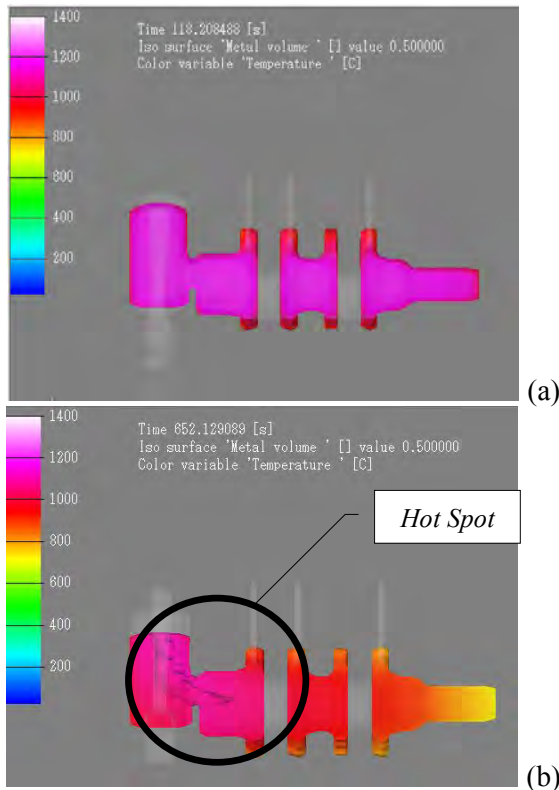 1400
1200
1000
800
600
400
200
Time 118.208488 [s]
Iso surface 'Metal volume ' [] value 0.500000
Color variable 'Temperature ' [C]
(a)
1400
1200
1000
800
600
400
200
Time 652.129089 [s]
Iso surface 'Metal volume ' [] value 0.500000
Color variable 'Temperature ' [C]
Hot Spot
(b)